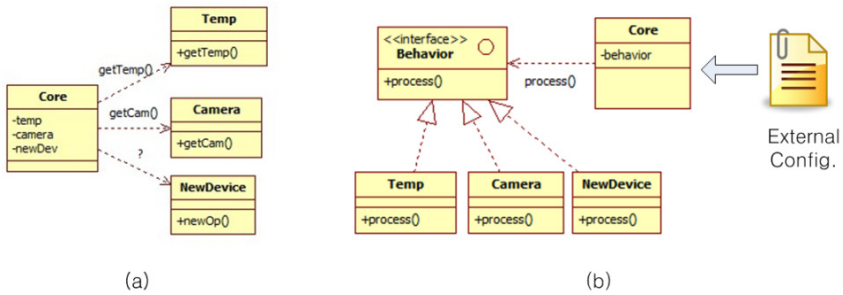 Temp
+getTemp()
getTemp()
Core
-temp
-camera
-newDev
getCam()
Camera
+getCam()
?
NewDevice
+newOp()
(a)
<<interface>>
Behavior
+process()
process()
Core
-behavior
External
Config.
Temp
+process()
Camera
+process()
NewDevice
+process()
(b)